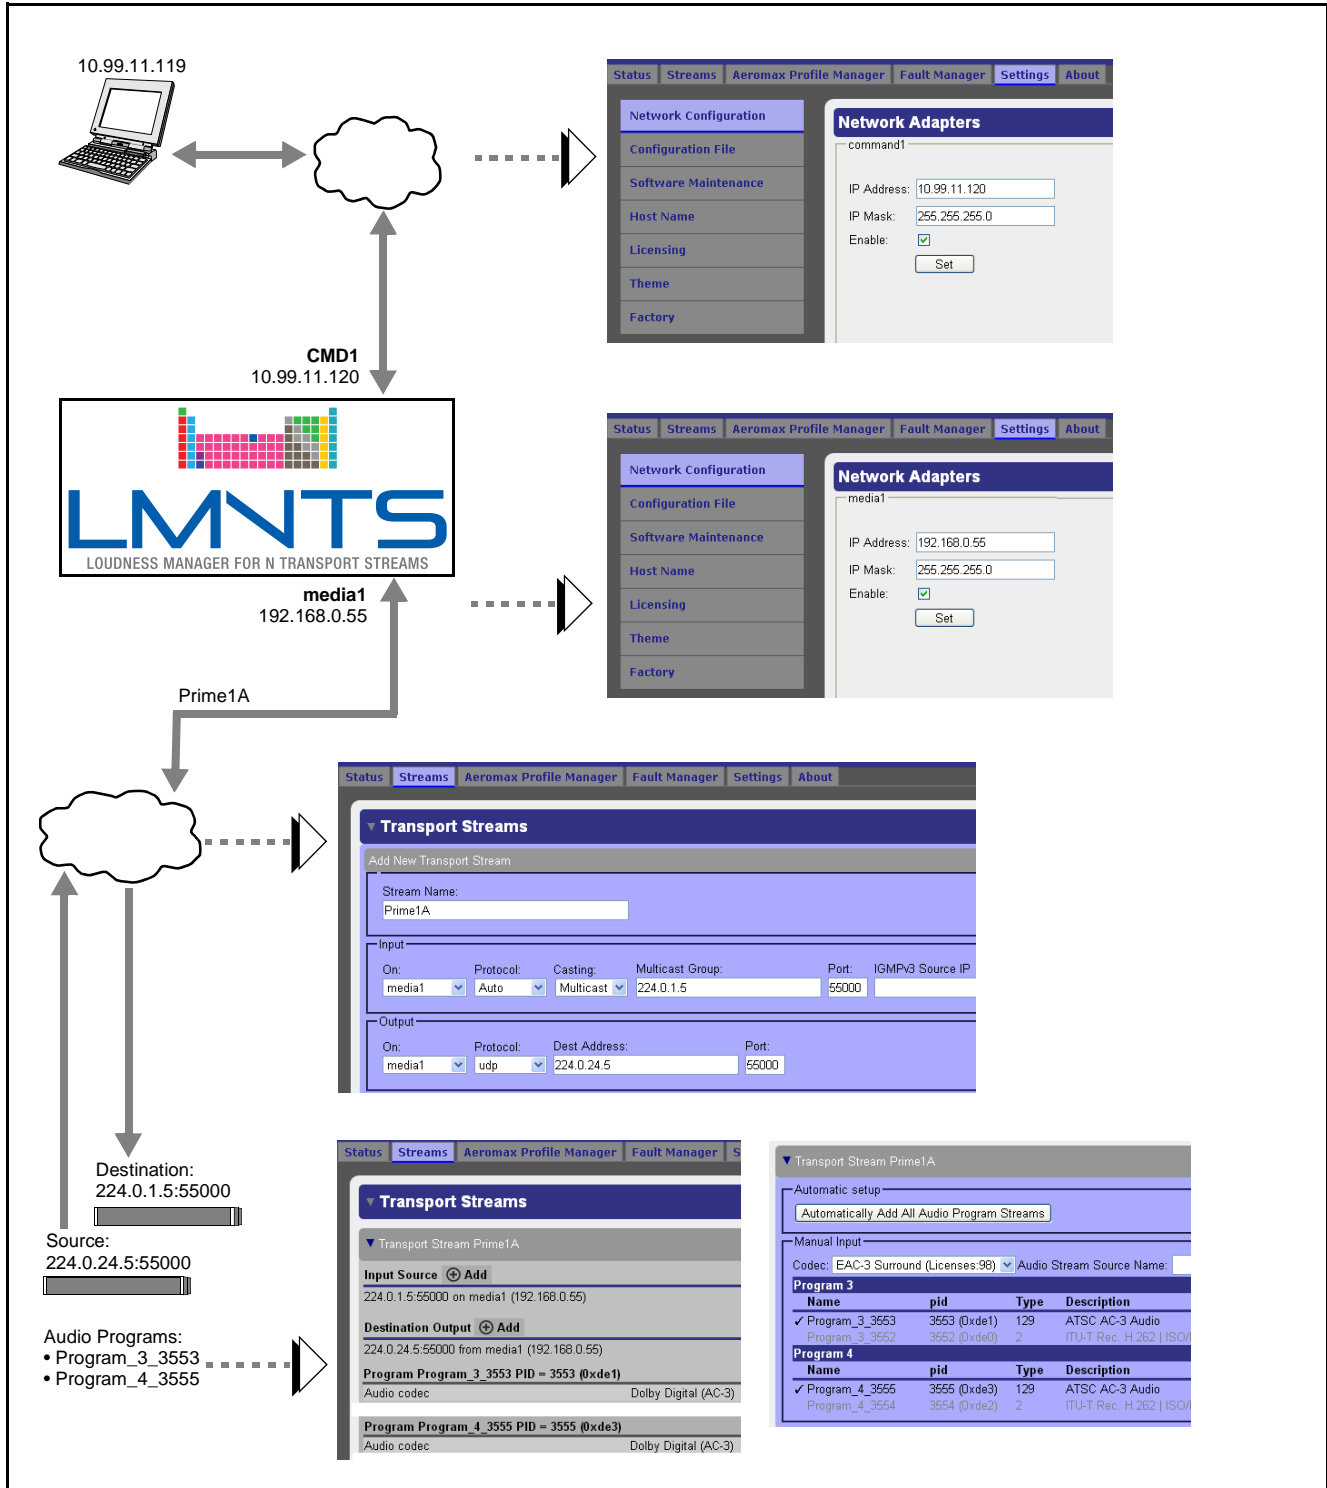 10.99.11.119
Status Streams Aeromax Profile Manager Fault Manager Settings About
Network Configuration
Configuration File
Software Maintenance
Host Name
Licensing
Theme
Factory
Network Adapters
command1
IP Address: 10.99.11.120
IP Mask: 255.255.255.0
Enable:
Set
CMD1
10.99.11.120
LMNTS
LOUDNESS MANAGER FOR N TRANSPORT STREAMS
media1
192.168.0.55
Status Streams Aeromax Profile Manager Fault Manager Settings About
Network Configuration
Configuration File
Software Maintenance
Host Name
Licensing
Theme
Factory
Network Adapters
media1
IP Address: 192.168.0.55
IP Mask: 255.255.255.0
Enable:
Set
Prime1A
Status Streams Aeromax Profile Manager Fault Manager Settings About
Transport Streams
Add New Transport Stream
Stream Name:
Prime1A
Input
On: Protocol: Casting: Multicast Group: Port: IGMPv3 Source IP
media1 Auto Multicast 224.0.1.5 55000
Output
On: Protocol: Dest Address: Port:
media1 udp 224.0.24.5 55000
Destination:
224.0.1.5:55000
Source:
224.0.24.5:55000
Audio Programs:
• Program_3_3553
• Program_4_3555
Status Streams Aeromax Profile Manager Fault Manager S
Transport Streams
Transport Stream Prime1A
Input Source Add
224.0.1.5:55000 on media1 (192.168.0.55)
Destination Output Add
224.0.24.5:55000 from media1 (192.168.0.55)
Program Program_3_3553 PID = 3553 (0xde1)
Audio codec Dolby Digital (AC-3)
Program Program_4_3555 PID = 3555 (0xde3)
Audio codec Dolby Digital (AC-3)
Transport Stream Prime1A
Automatic setup
Automatically Add All Audio Program Streams
Manual Input
Codec: EAC-3 Surround (Licenses:98) Audio Stream Source Name:
Program 3
Name pid Type Description
✓ Program_3_3553 3553 (0xde1) 129 ATSC AC-3 Audio
Program_3_3552 3552 (0xde0) 2 ITU-T Rec. H.262 | ISO/
Program 4
Name pid Type Description
✓ Program_4_3555 3555 (0xde3) 129 ATSC AC-3 Audio
Program_4_3554 3554 (0xde2) 2 ITU-T Rec. H.262 | ISO/